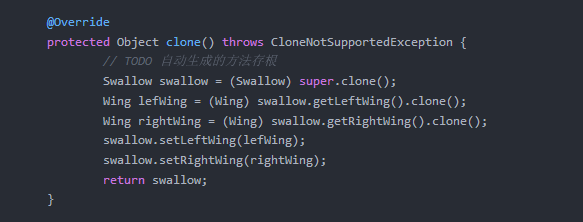 @Override
protected Object clone() throws CloneNotSupportedException {
// TODO 自动生成的方法存根
Swallow swallow = (Swallow) super.clone();
Wing lefWing = (Wing) swallow.getLeftWing().clone();
Wing rightWing = (Wing) swallow.getRightWing().clone();
swallow.setLeftWing(lefWing);
swallow.setRightWing(rightWing);
return swallow;
}